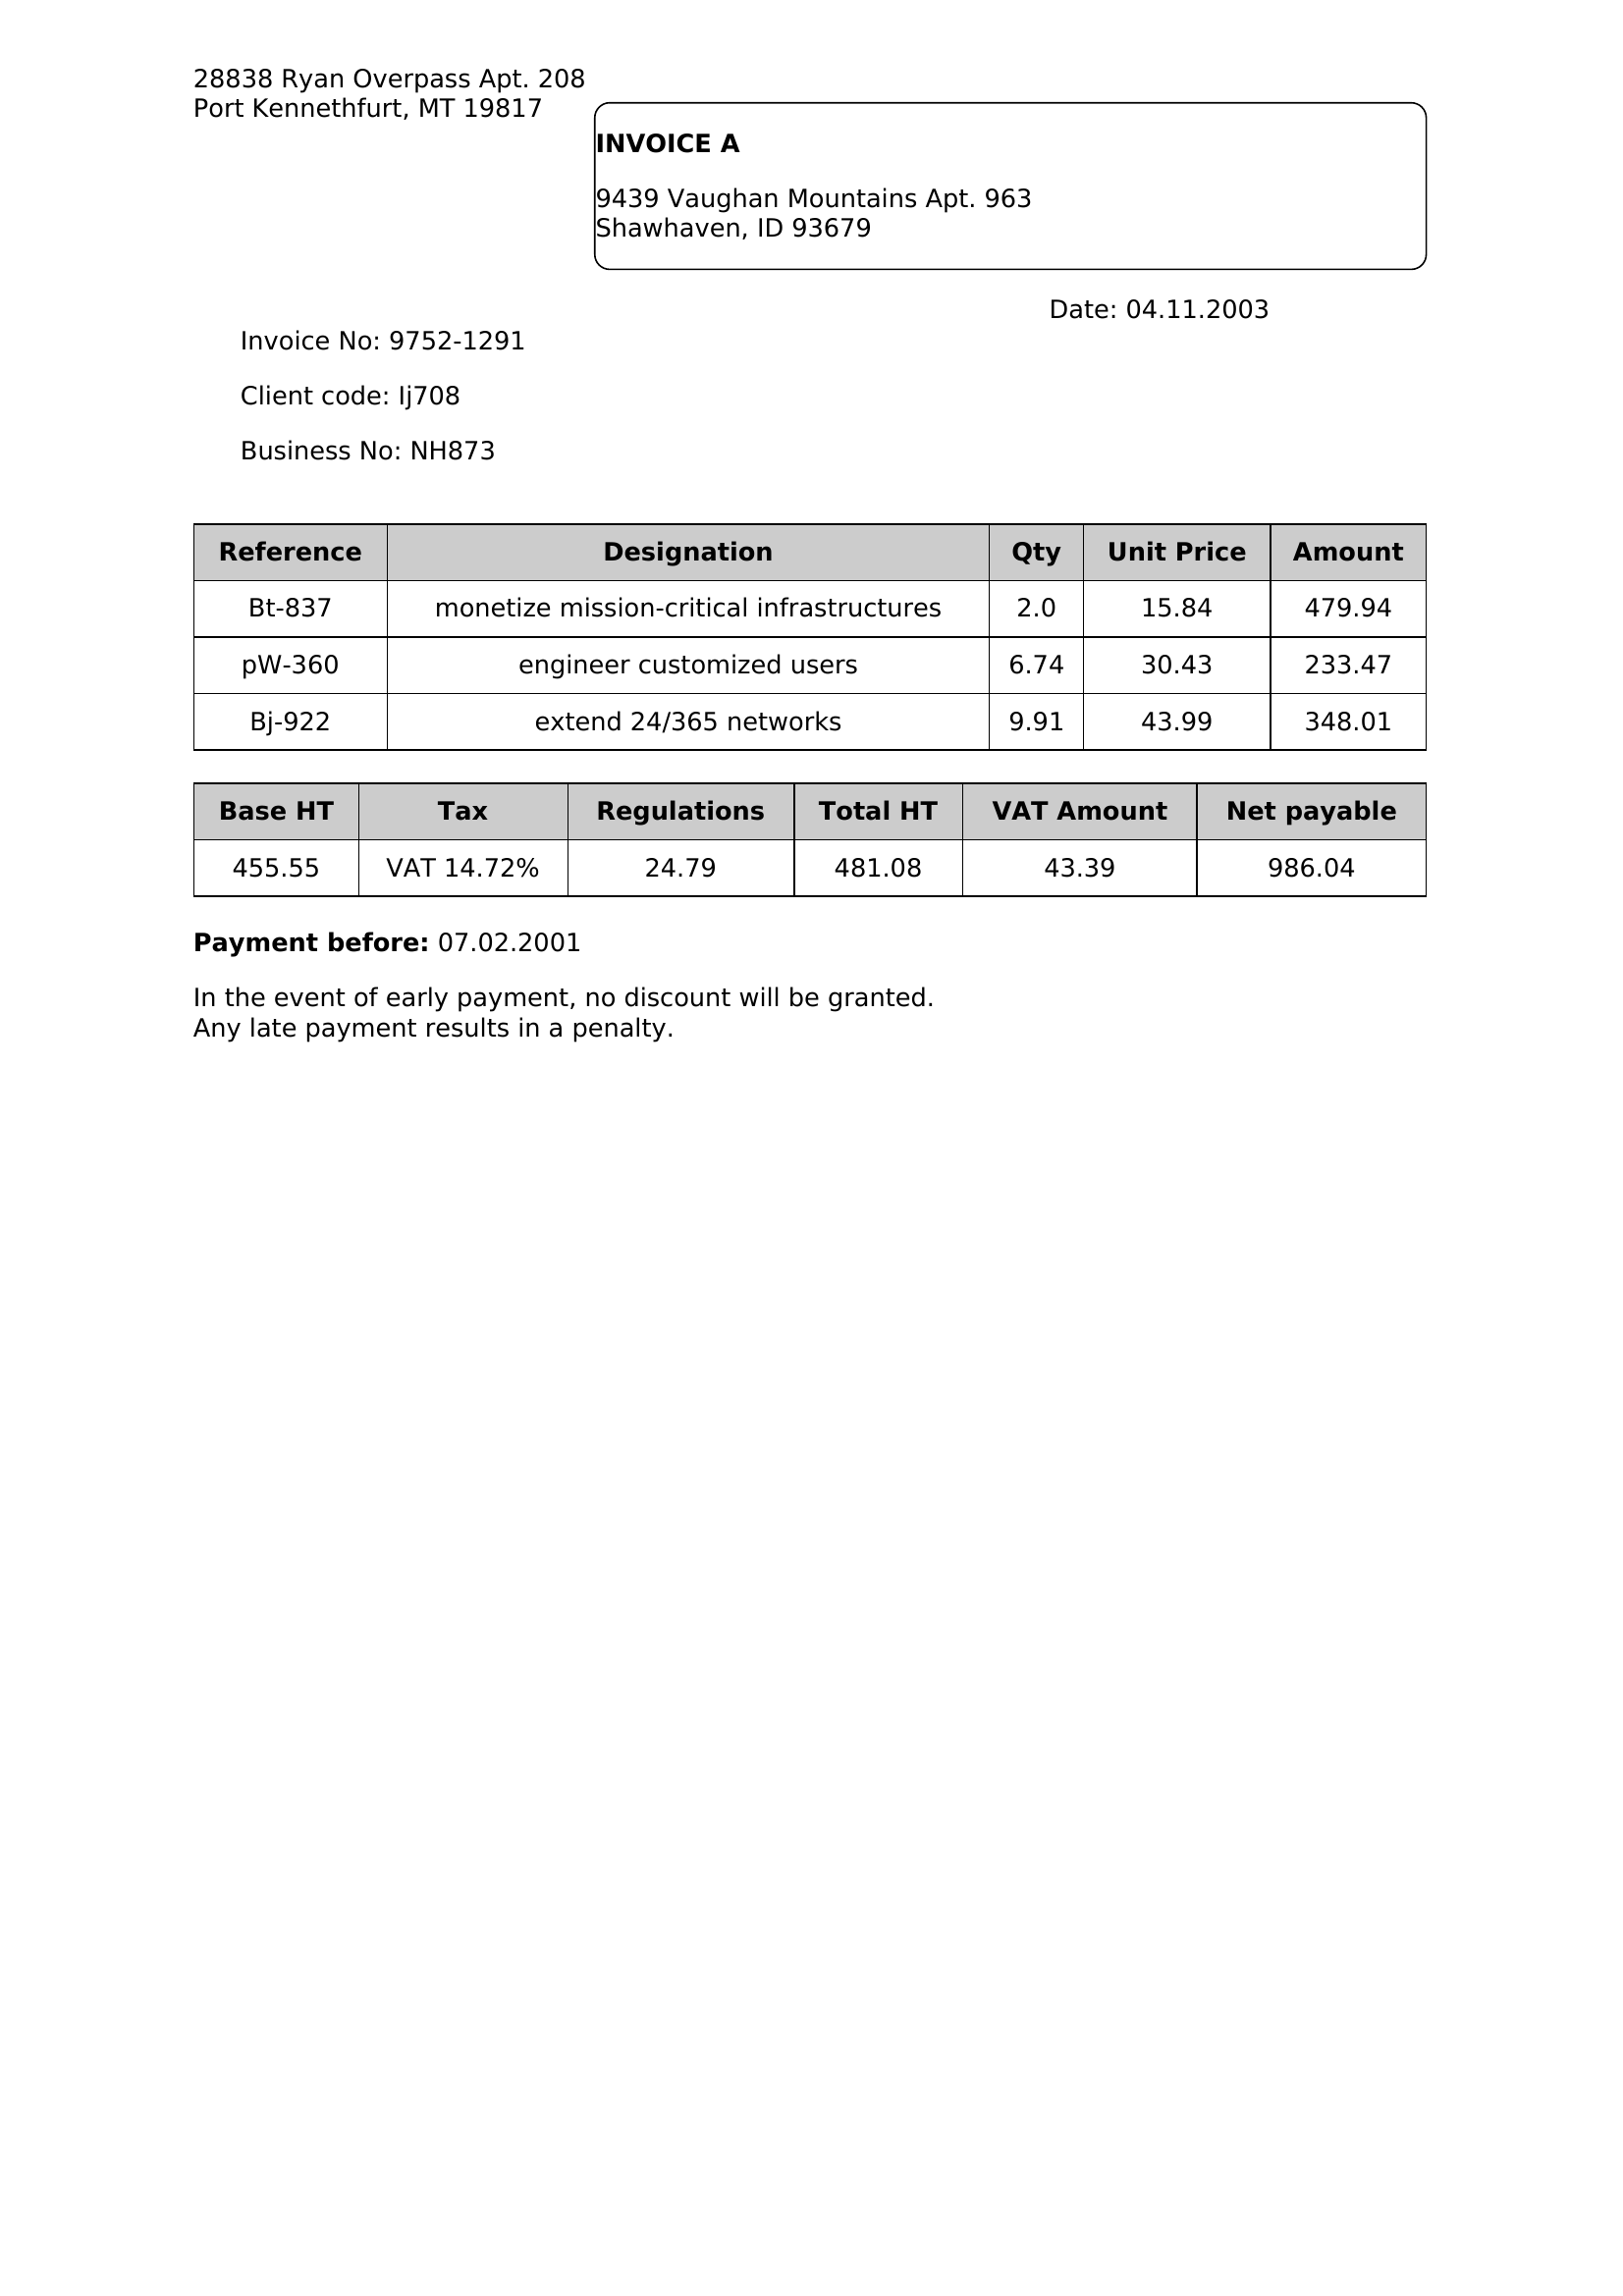 28838 Ryan Overpass Apt. 208
Port Kennethfurt, MT 19817
INVOICE A
9439 Vaughan Mountains Apt. 963
Shawhaven, ID 93679
Date: 04.11.2003
Invoice No: 9752-1291
Client code: Ij708
Business No: NH873
Reference Designation Qty Unit Price Amount
Bt-837 monetize mission-critical infrastructures 2.0 15.84 479.94
pW-360 engineer customized users 6.74 30.43 233.47
Bj-922 extend 24/365 networks 9.91 43.99 348.01
Base HT Tax Regulations Total HT VAT Amount Net payable
455.55 VAT 14.72% 24.79 481.08 43.39 986.04
Payment before: 07.02.2001
In the event of early payment, no discount will be granted.
Any late payment results in a penalty.